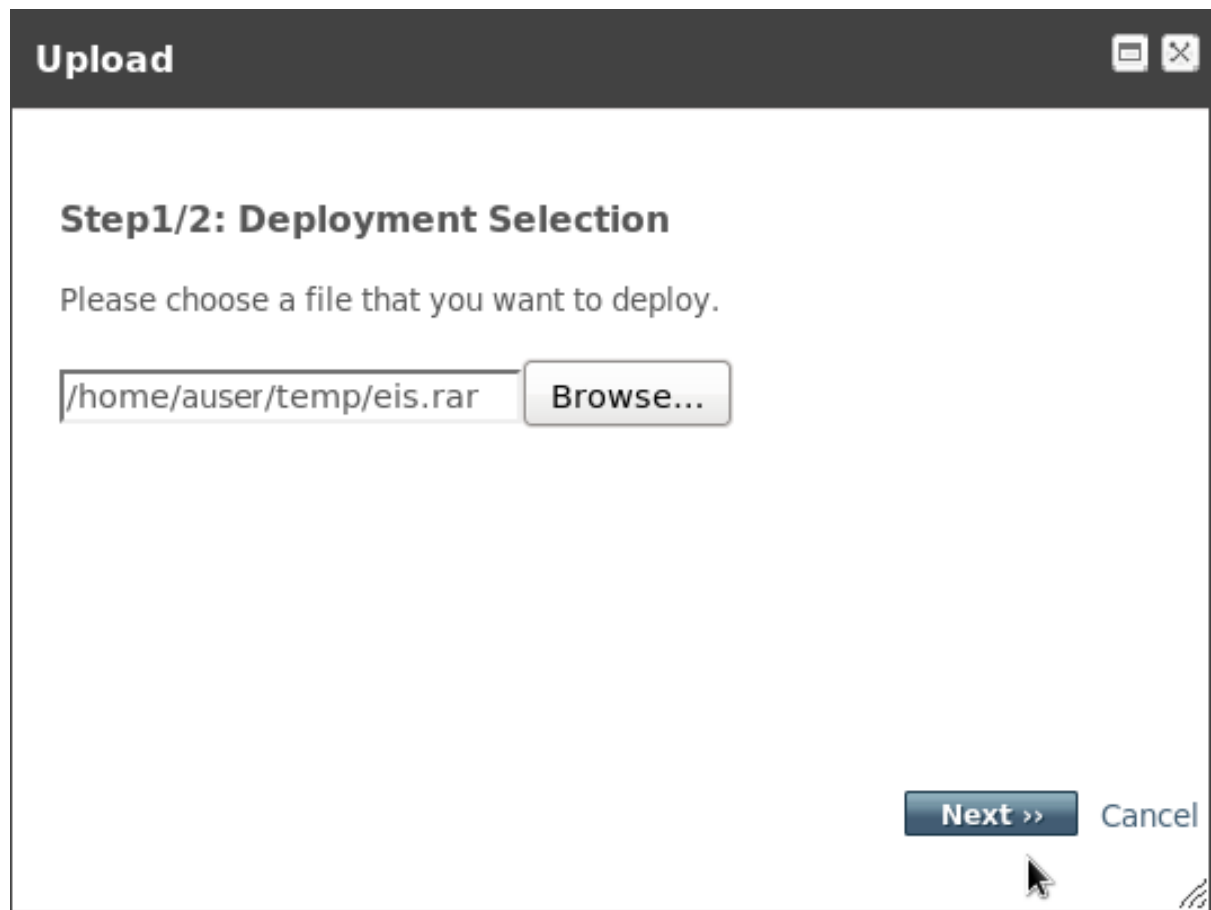 Upload
Step1/2: Deployment Selection
Please choose a file that you want to deploy.
/home/auser/temp/eis.rar Browse...
Next ›› Cancel